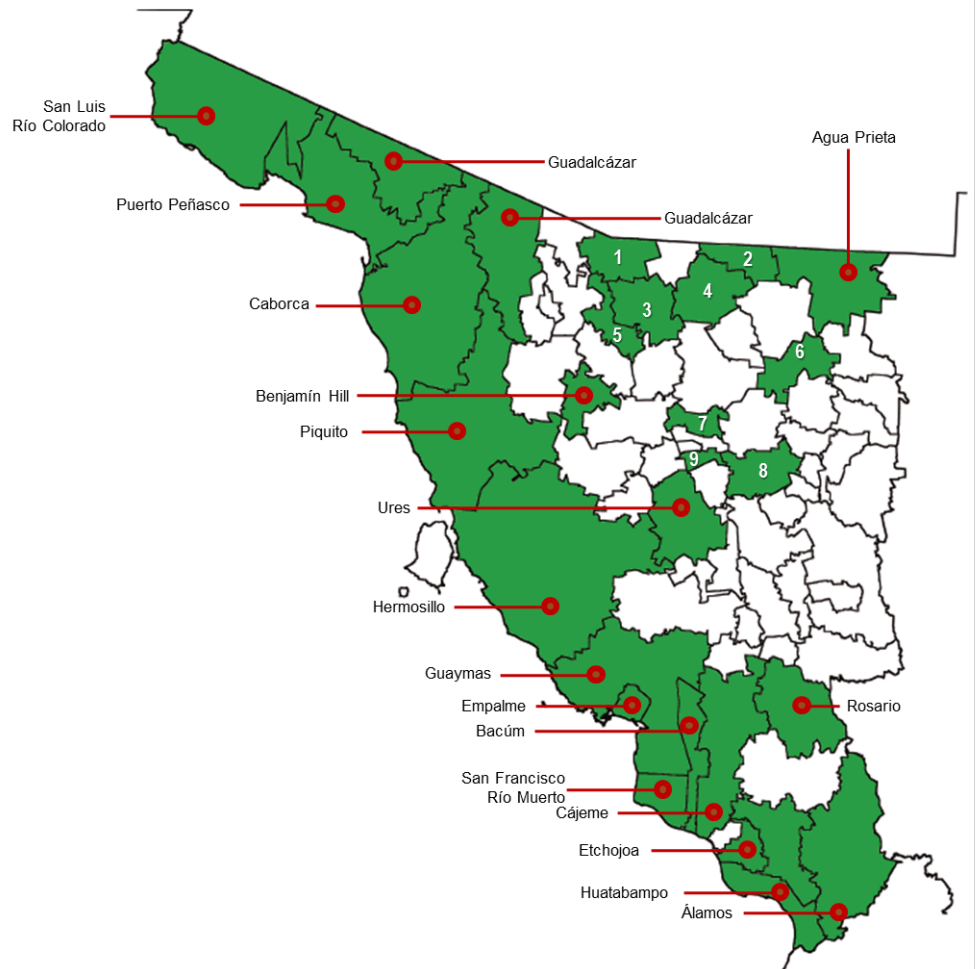 Agua Prieta
San Luis
Río Colorado
Guadalcázar
Puerto Peñasco
Guadalcázar
1
2
4
Caborca
3
5
6
Benjamín Hill
7
Piquito
9
8
Ures
Hermosillo
Guaymas
Empalme
Rosario
Bacúm
San Francisco
Río Muerto
Cájeme
Etchojoa
Huatabampo
Álamos